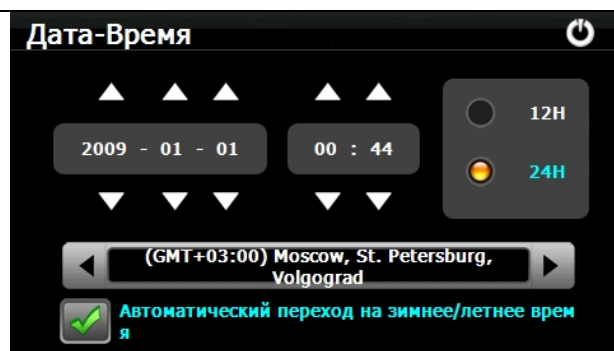 Дата-Время
12H
2009 - 01 - 01
00 : 44
24H
(GMT+03:00) Moscow, St. Petersburg,
Volgograd
Автоматический переход на зимнее/летнее врем
я